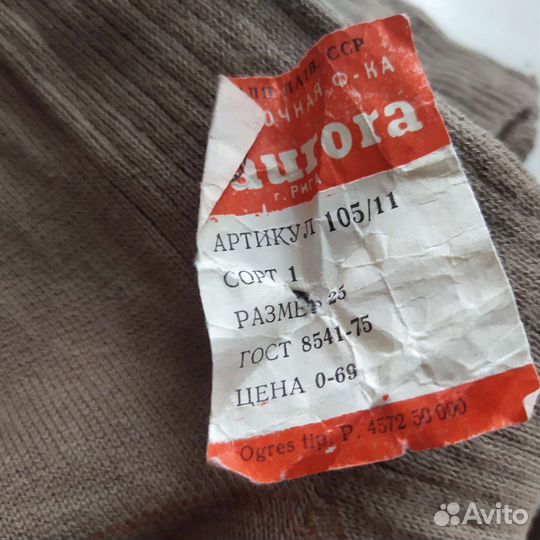 ЛАТВ. ССР
Ф-КА
aurora
г. РИГА
АРТИКУЛ 105/11
СОРТ 1
РАЗМЕР 25
ГОСТ 8541-75
ЦЕНА 0-69
Ogres tip. P. 4572 50 000
Avito